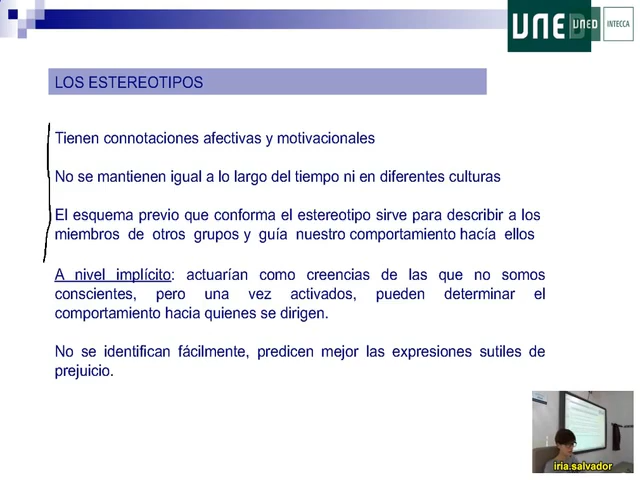 UNED
UNED
INTECCA
LOS ESTEREOTIPOS
Tienen connotaciones afectivas y motivacionales
No se mantienen igual a lo largo del tiempo ni en diferentes culturas
El esquema previo que conforma el estereotipo sirve para describir a los
miembros de otros grupos y guía nuestro comportamiento hacía ellos
A nivel implícito: actuarían como creencias de las que no somos
conscientes, pero una vez activados, pueden determinar el
comportamiento hacia quienes se dirigen.
No se identifican fácilmente, predicen mejor las expresiones sutiles de
prejuicio.
iria.salvador